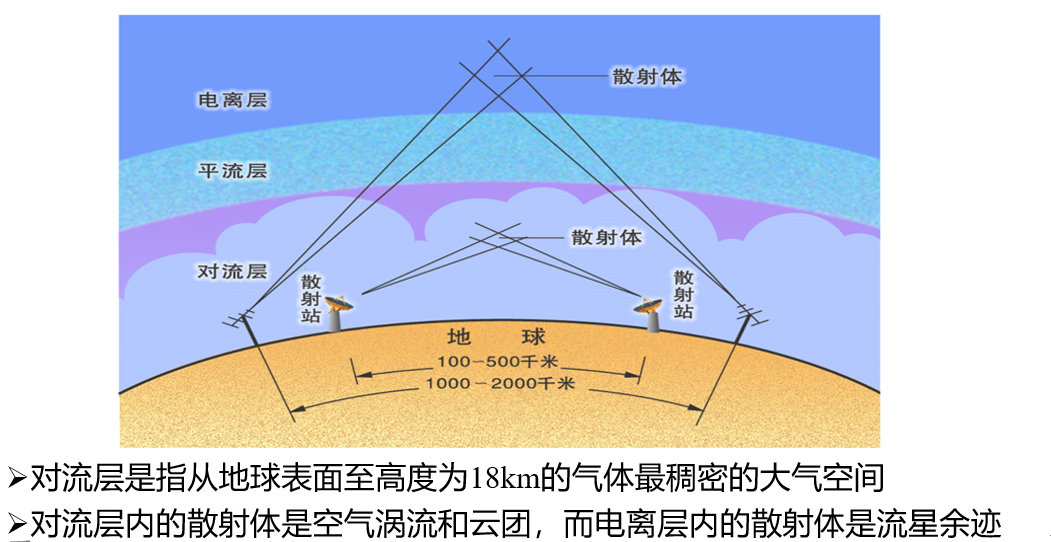 散射体
电离层
平流层
散射体
对流层
散射站
散射站
地 球
100~500千米
1000~2000千米
➢对流层是指从地球表面至高度为18km的气体最稠密的大气空间
➢对流层内的散射体是空气涡流和云团，而电离层内的散射体是流星余迹